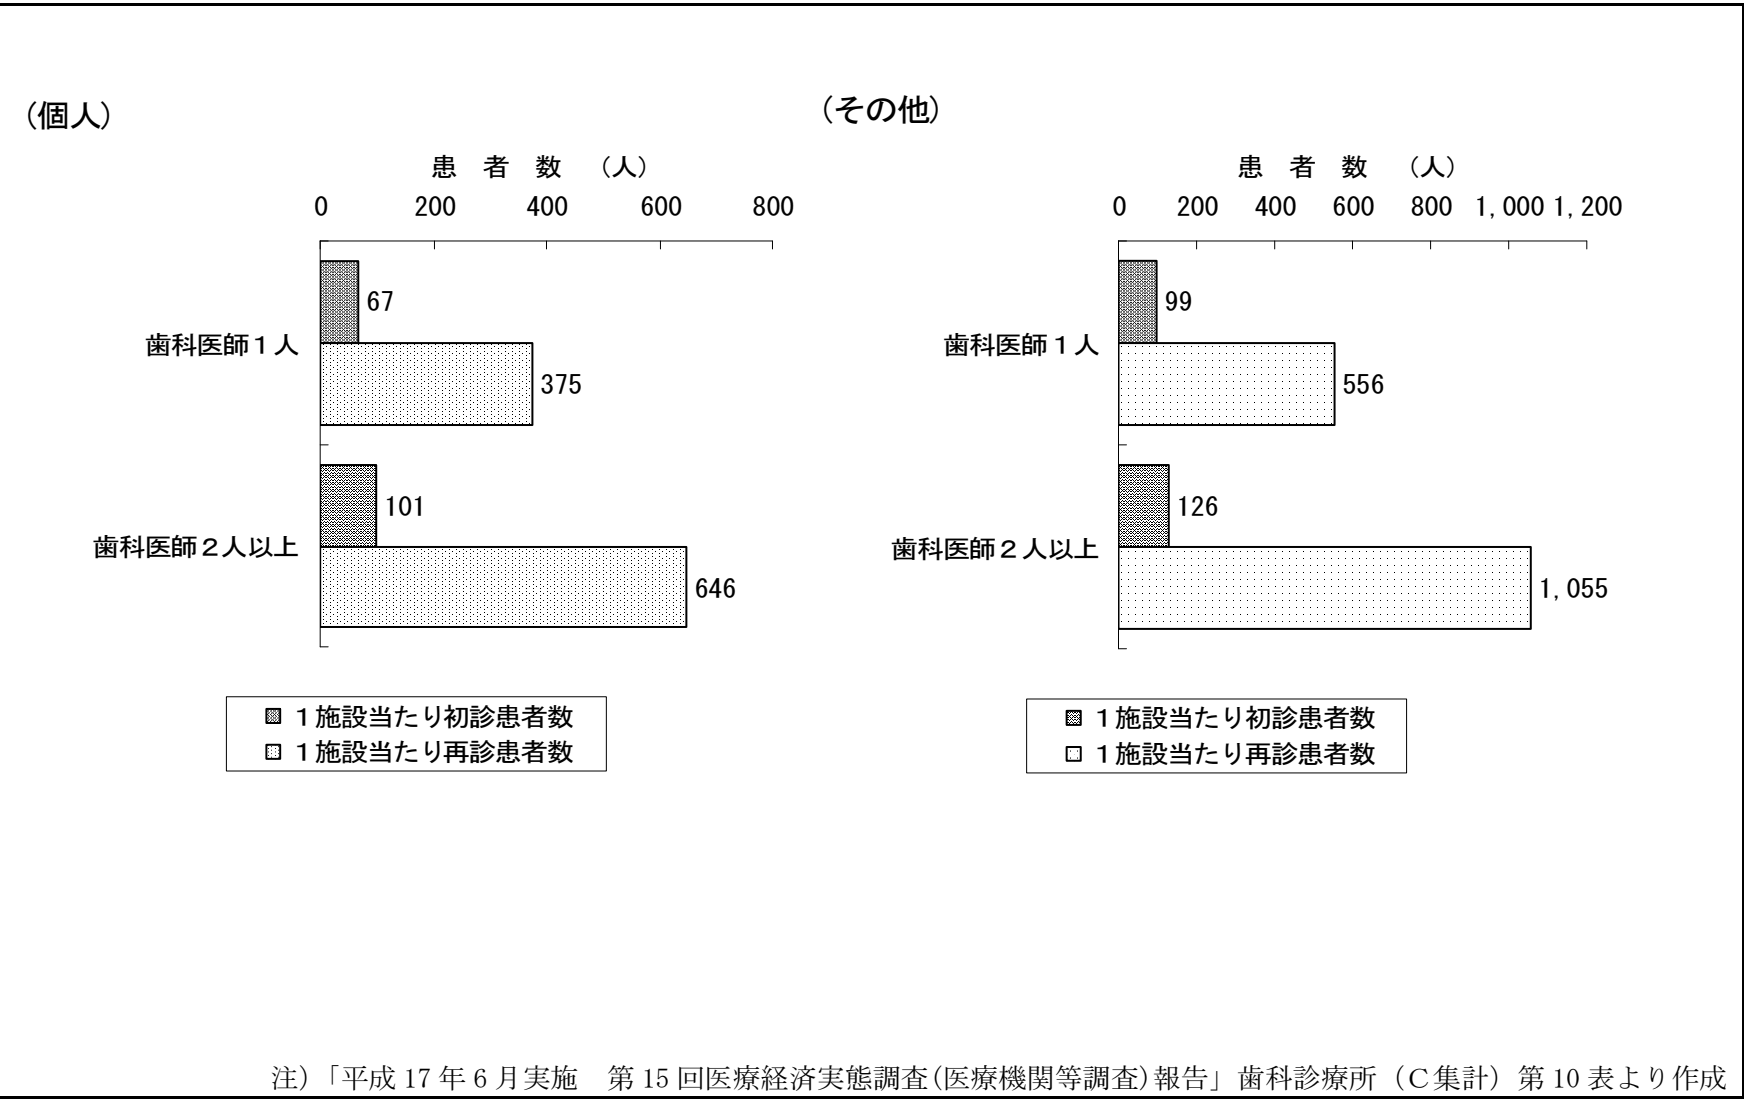 (個人)
患 者 数 (人)
0 200 400 600 800
歯科医師１人
67
375
歯科医師２人以上
101
646
１施設当たり初診患者数
１施設当たり再診患者数
(その他)
患 者 数 (人)
0 200 400 600 800 1,000 1,200
歯科医師１人
99
556
歯科医師２人以上
126
1,055
１施設当たり初診患者数
１施設当たり再診患者数
注)「平成 17 年 6 月実施　第 15 回医療経済実態調査(医療機関等調査)報告」歯科診療所（Ｃ集計）第 10 表より作成